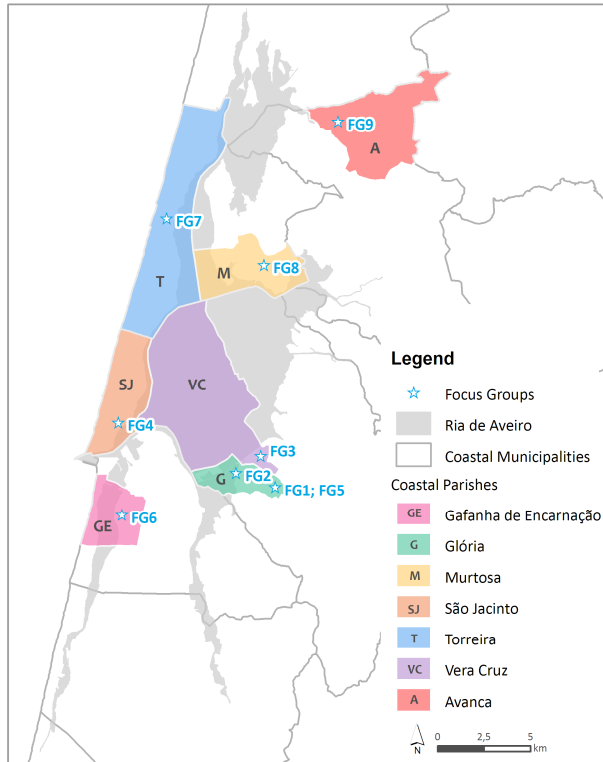 FG9
A
FG7
FG8
M
T
SJ
VC
FG4
FG3
G
FG2
FG1; FG5
GE
FG6
Legend
Focus Groups
Ria de Aveiro
Coastal Municipalities
Coastal Parishes
GE Gafanha de Encarnação
G Glória
M Murtosa
SJ São Jacinto
T Torreira
VC Vera Cruz
A Avanca
N
0 2,5 5
km